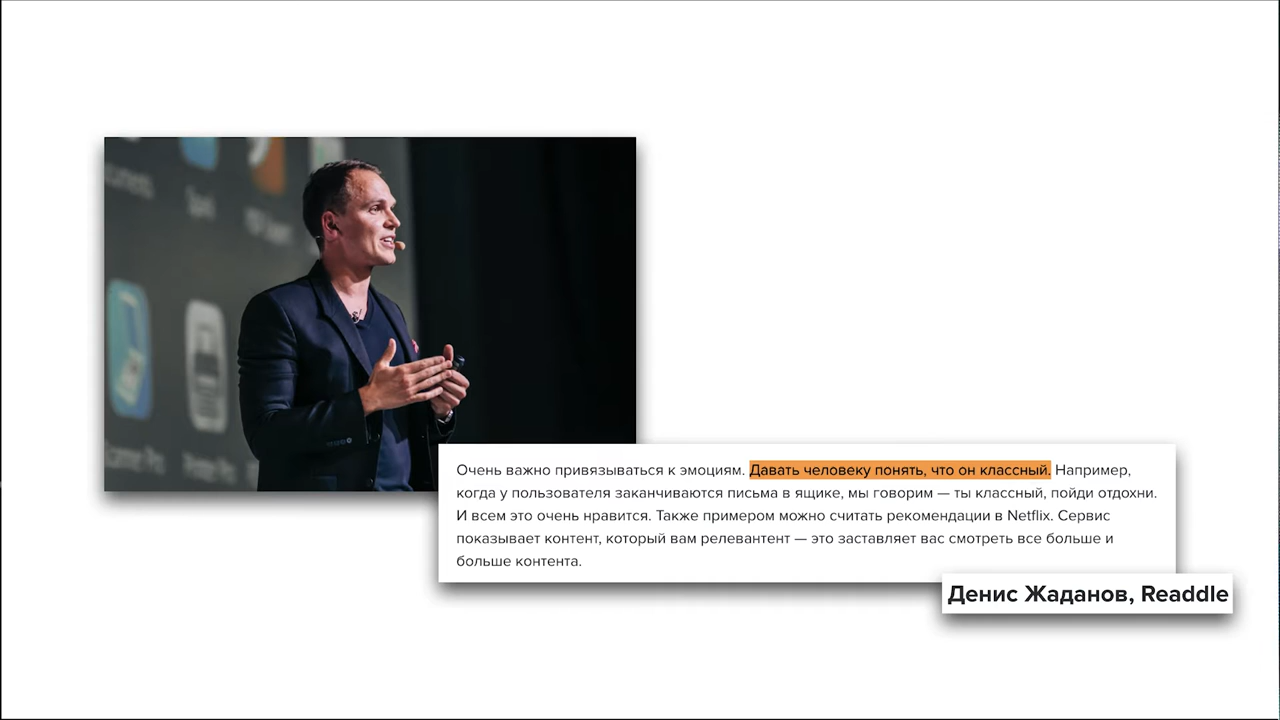 Очень важно привязываться к эмоциям. Давать человеку понять, что он классный. Например,
когда у пользователя заканчиваются письма в ящике, мы говорим — ты классный, пойди отдохни.
И всем это очень нравится. Также примером можно считать рекомендации в Netflix. Сервис
показывает контент, который вам релевантент — это заставляет вас смотреть все больше и
больше контента.
Денис Жаданов, Readdle